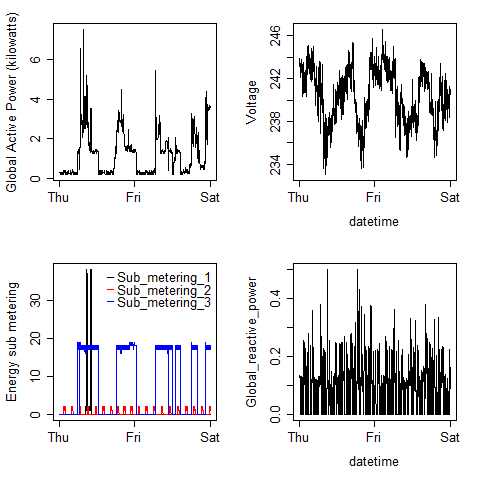 Global Active Power (kilowatts)
0 2 4 6
Thu Fri Sat
Voltage
234 238 242 246
Thu Fri Sat
datetime
Energy sub metering
0 10 20 30
Sub_metering_1
Sub_metering_2
Sub_metering_3
Thu Fri Sat
Global_reactive_power
0.0 0.2 0.4
Thu Fri Sat
datetime